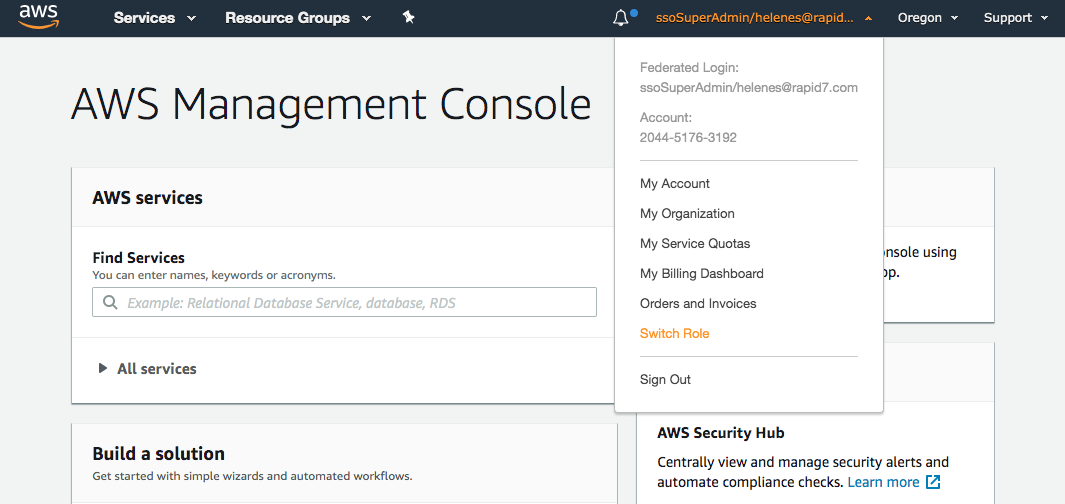 aws
Services
Resource Groups
ssoSuperAdmin/helenes@rapid...
Oregon
Support
Federated Login:
ssoSuperAdmin/helenes@rapid7.com
Account:
2044-5176-3192
My Account
My Organization
My Service Quotas
My Billing Dashboard
Orders and Invoices
Switch Role
Sign Out
AWS Management Console
AWS services
Find Services
You can enter names, keywords or acronyms.
Example: Relational Database Service, database, RDS
All services
Build a solution
Get started with simple wizards and automated workflows.
onsole using
AWS Security Hub
Centrally view and manage security alerts and
automate compliance checks. Learn more